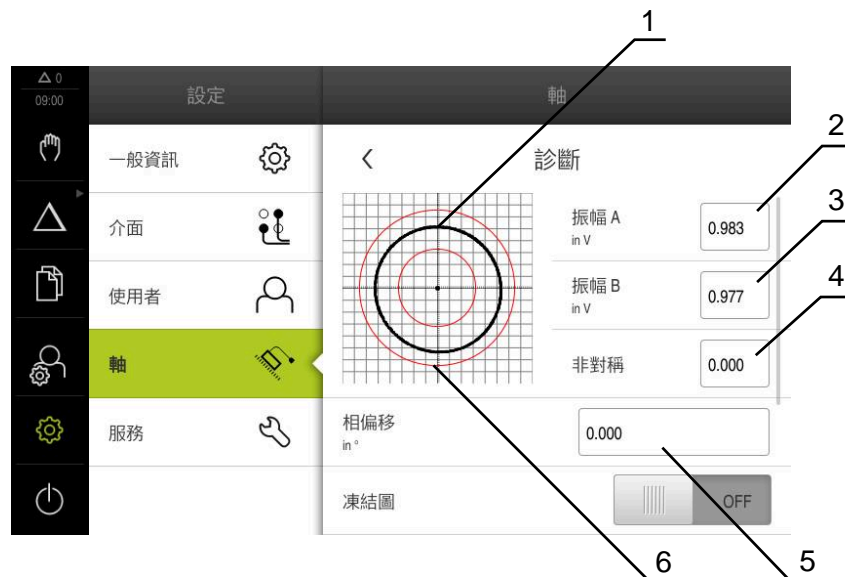 1
△ 0
09:00
設定
軸
2
一般資訊
診斷
3
介面
振幅 A
in V
0.983
4
使用者
振幅 B
in V
0.977
軸
非對稱
0.000
服務
相偏移
in °
0.000
凍結圖
OFF
6
5